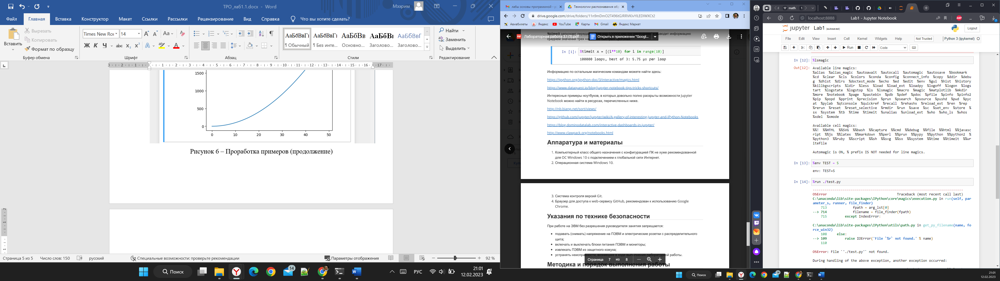 ТРО_лаб1.1.docx - Word
Мээрим
Файл Главная Вставка Конструктор Макет Ссылки Рассылки Рецензирование Вид Справка Что вы хотите сделать?
Вставить
Вырезать
Копировать
Формат по образцу
Буфер обмена
Times New Roi 14
Шрифт
Абзац
АаБбВвГг АаБбВвГг АаБбВв АаБбВв АаБбВвГ
¶ Обычный ¶ Без инте... Основно... Заголово... Заголово...
Стили
Найти
Заменить
Выделить
Редактирование
1500
1000
500
0
0 10 20 30 40 50
Рисунок 6 – Проработка примеров (продолжение)
Страница 5 из 5 Число слов: 150 русский Специальные возможности: проверьте рекомендации Параметры отображения 92 %
Поиск
14
РУС
21:01
12.02.2023
лабы основы программной - р
Технологии распознавания обр
drive.google.com/drive/folders/11n9mDmO2T496tGJRRVKIvYILEDIWXCt2
Авиабилеты Яндекс YouTube Карты Gmail Яндекс Маркет
Лабораторная работа 3.1 (1).pdf
Открыть в приложении "Googl...
In [1]: %timeit x = [(i**10) for i in range(10)]
100000 loops, best of 3: 5.75 µs per loop
Информацию по остальным магическим командам можете найти здесь:
https://ipython.org/ipython-doc/3/interactive/magics.html
https://www.dataquest.io/blog/jupyter-notebook-tips-tricks-shortcuts/
Интересные примеры ноутбуков, в которых довольно полно раскрыты возможности Jupyter
Notebook можно найти в ресурсах, перечисленных ниже.
http://nb.bianp.net/sort/views/
https://github.com/jupyter/jupyter/wiki/A-gallery-of-interesting-Jupyter-and-IPython-Notebooks
https://blog.dominodatalab.com/interactive-dashboards-in-jupyter/
http://www.clawpack.org/notebooks.html
Аппаратура и материалы
1. Компьютерный класс общего назначения с конфигурацией ПК не хуже рекомендованной
для ОС Windows 10 с подключением к глобальной сети Интернет.
2. Операционная система Windows 10.
3. Система контроля версий Git.
4. Браузер для доступа к web-сервису GitHub, рекомендован к использованию Google
Chrome.
Указания по технике безопасности
При работе на ЭВМ без разрешения руководителя занятия запрещается:
подавать (снимать) напряжение на ПЭВМ и электрические розетки с распределительного
щита;
включать и выключать блоки питания ПЭВМ и мониторы;
извлекать ПЭВМ из защитного кожуха;
устранять неисправности, возникшие в ходе выполнения лабораторной работы.
Страница 7 из 8
Методика и порядок выполнения работы
17 math 1
localhost:8888
Lab1 - Jupyter Notebook
jupyter Lab1 (autosaved)
Logout
File Edit View Insert Cell Kernel Widgets Help Not Trusted Python 3 (ipykernel)
Run Code
In [12]: %lsmagic
Out[12]: Available line magics:
%alias %alias_magic %autoawait %autocall %automagic %autosave %bookmark
%cd %clear %cls %colors %conda %config %connect_info %copy %ddir %debu
g %dhist %dirs %doctest_mode %echo %ed %edit %env %gui %hist %history
%killbgscripts %ldir %less %load %load_ext %loadpy %logoff %logon %logs
tart %logstate %logstop %ls %lsmagic %macro %magic %matplotlib %mkdir
%more %notebook %page %pastebin %pdb %pdef %pdoc %pfile %pinfo %pinfo2
%pip %popd %pprint %precision %prun %psearch %psource %pushd %pwd %pyc
at %pylab %qtconsole %quickref %recall %rehashx %reload_ext %ren %rep
%rerun %reset %reset_selective %rmdir %run %save %sc %set_env %store %
sx %system %tb %time %timeit %unalias %unload_ext %who %who_ls %whos
%xdel %xmode
Available cell magics:
%%! %%HTML %%SVG %%bash %%capture %%cmd %%debug %%file %%html %%javasc
ript %%js %%latex %%markdown %%perl %%prun %%pypy %%python %%python2 %
%python3 %%ruby %%script %%sh %%svg %%sx %%system %%time %%timeit %%wr
itefile
Automagic is ON, % prefix IS NOT needed for line magics.
In [13]: %env TEST = 5
env: TEST=5
In [14]: %run ./test.py
OSError Traceback (most recent call last)
C:\anaconda\lib\site-packages\IPython\core\magics\execution.py in run(self, par
ameter_s, runner, file_finder)
713 fpath = arg_lst[0]
--> 714 filename = file_finder(fpath)
715 except IndexError:
C:\anaconda\lib\site-packages\IPython\utils\path.py in get_py_filename(name, fo
rce_win32)
108 else:
--> 109 raise IOError('File `%r` not found.' % name)
110
OSError: File `'./test.py'` not found.
During handling of the above exception, another exception occurred:
Поиск
21:01
12.02.2023